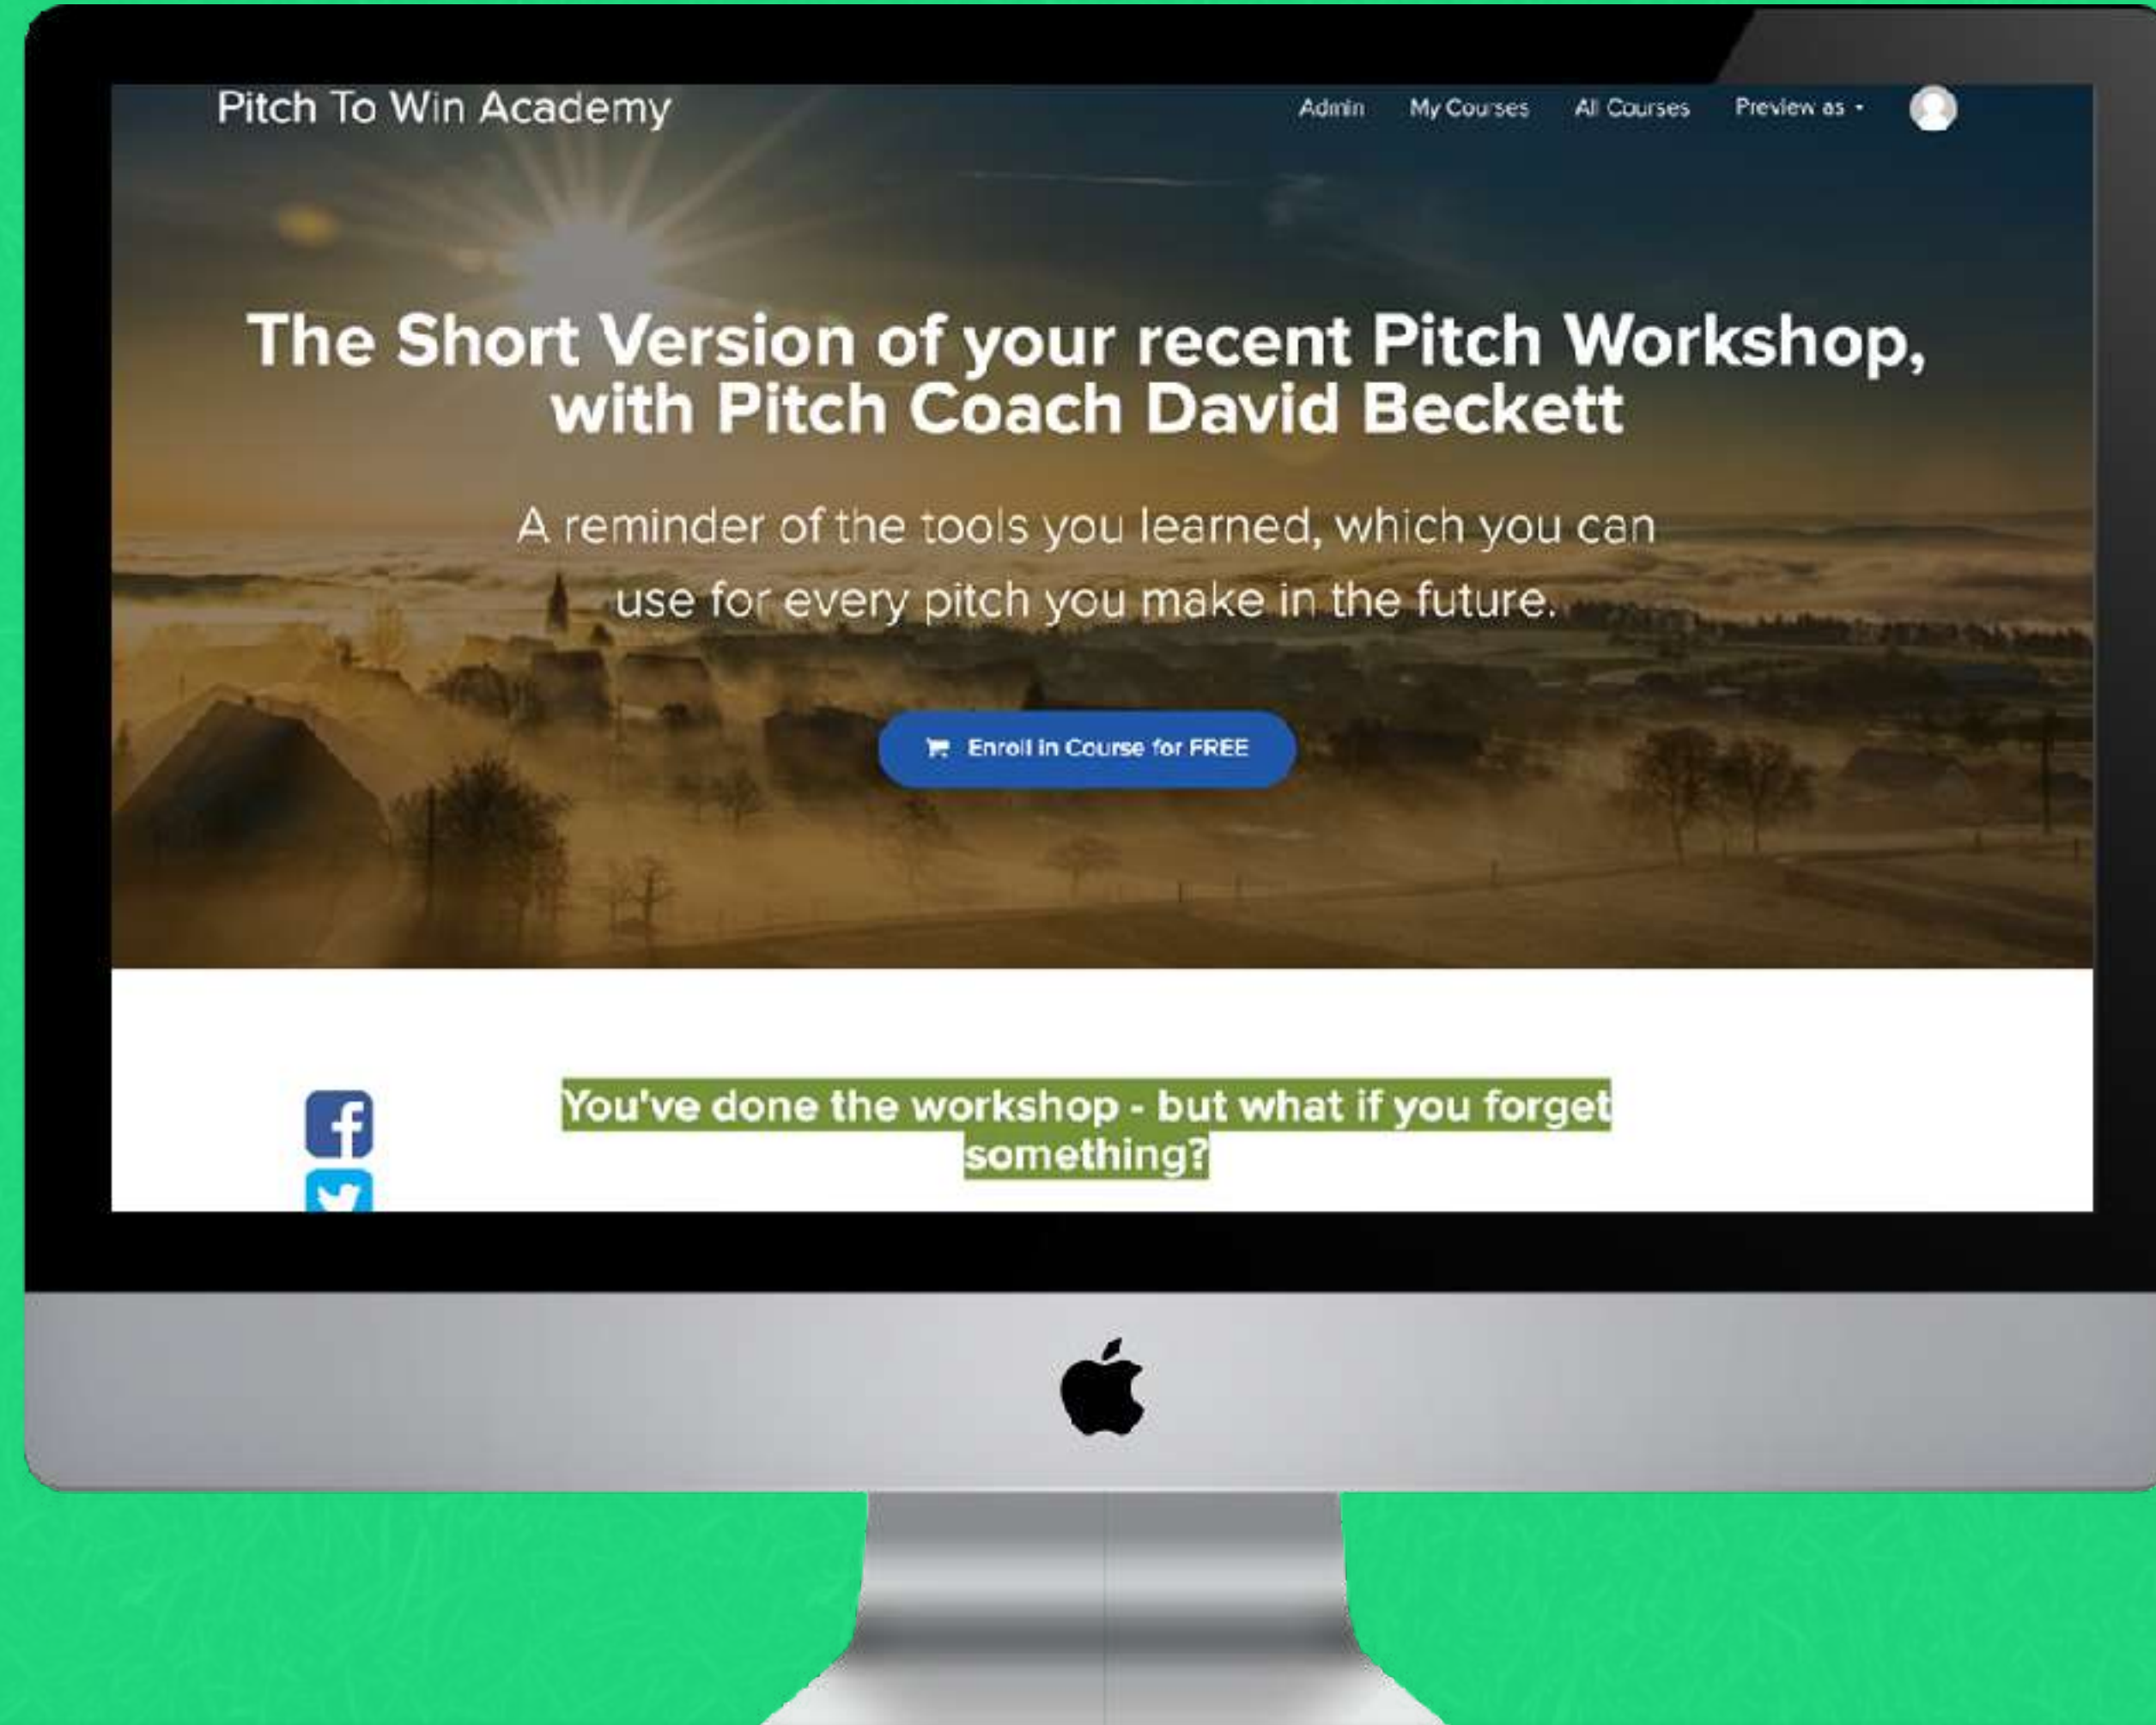 Pitch To Win Academy
Admin My Courses All Courses Preview as
The Short Version of your recent Pitch Workshop,
with Pitch Coach David Beckett
A reminder of the tools you learned, which you can
use for every pitch you make in the future.
Enroll in Course for FREE
You've done the workshop - but what if you forget
something?